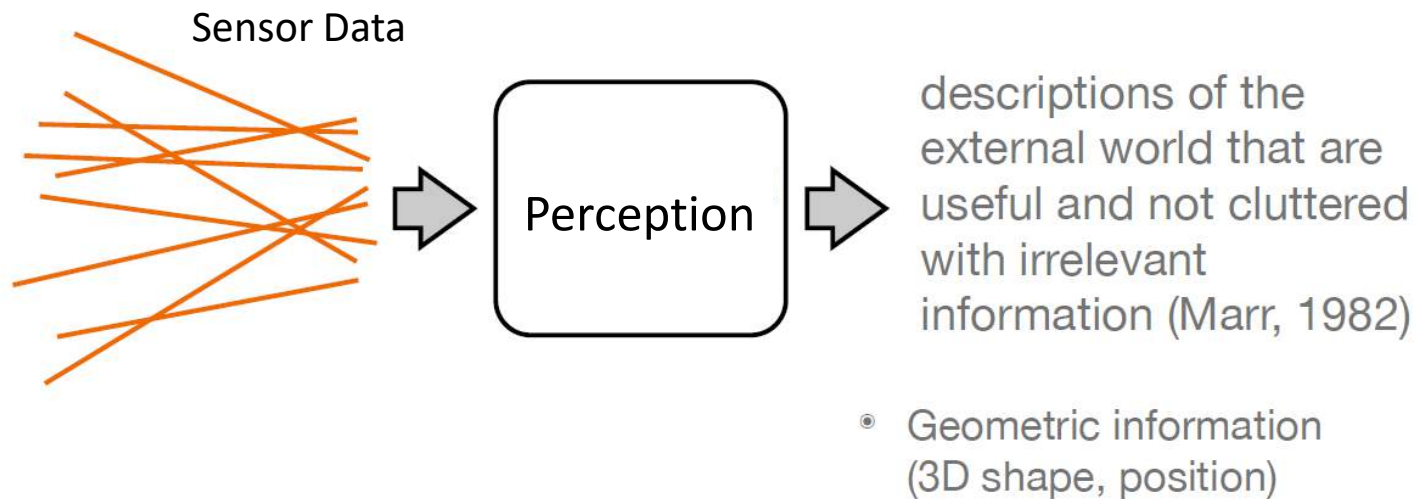 Sensor Data
Perception
descriptions of the
external world that are
useful and not cluttered
with irrelevant
information (Marr, 1982)
Geometric information
(3D shape, position)